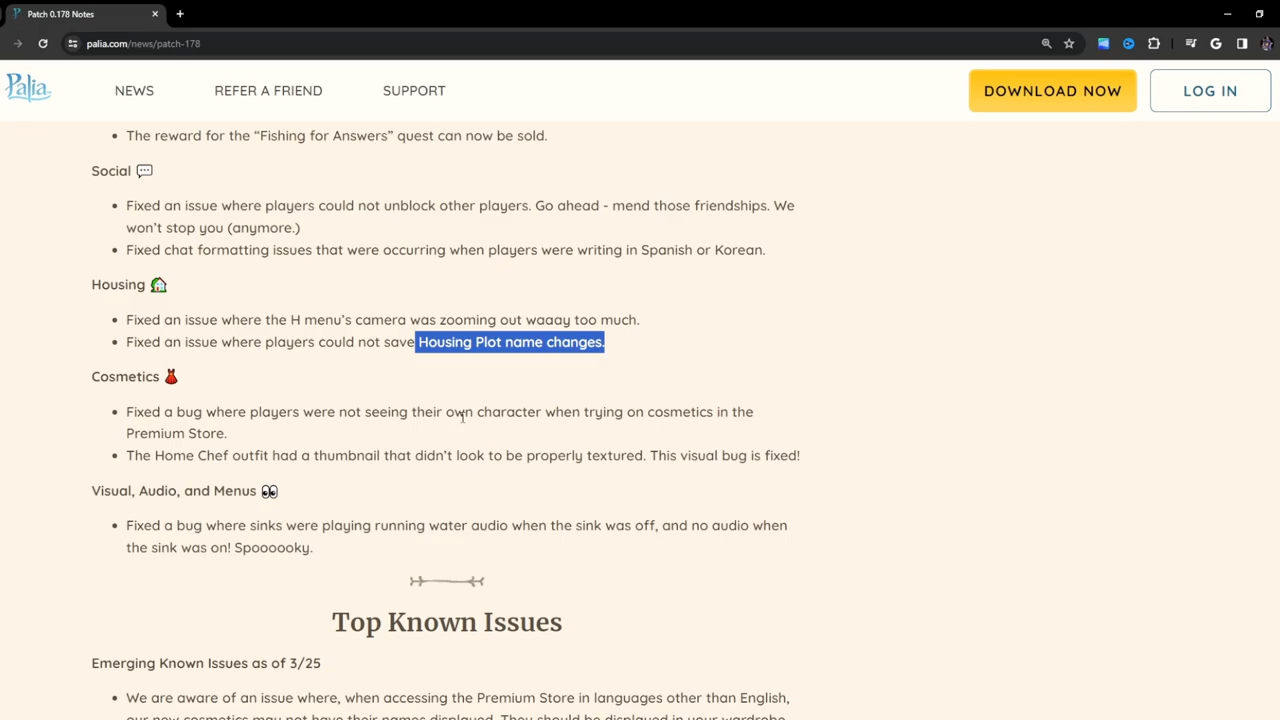 Patch 0.178 Notes
palia.com/news/patch-178
Palia
NEWS
REFER A FRIEND
SUPPORT
DOWNLOAD NOW
LOG IN
• The reward for the “Fishing for Answers” quest can now be sold.
Social 💬
• Fixed an issue where players could not unblock other players. Go ahead - mend those friendships. We
won’t stop you (anymore.)
• Fixed chat formatting issues that were occurring when players were writing in Spanish or Korean.
Housing 🏡
• Fixed an issue where the H menu’s camera was zooming out waaay too much.
• Fixed an issue where players could not save Housing Plot name changes.
Cosmetics 👗
• Fixed a bug where players were not seeing their own character when trying on cosmetics in the
Premium Store.
• The Home Chef outfit had a thumbnail that didn’t look to be properly textured. This visual bug is fixed!
Visual, Audio, and Menus 👀
• Fixed a bug where sinks were playing running water audio when the sink was off, and no audio when
the sink was on! Spoooooky.
Top Known Issues
Emerging Known Issues as of 3/25
• We are aware of an issue where, when accessing the Premium Store in languages other than English,
our new cosmetics may not have their names displayed. They should be displayed in your wardrobe